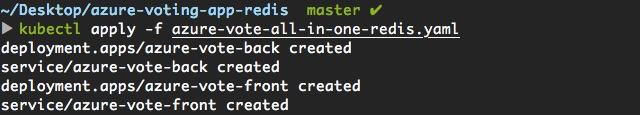 ~/Desktop/azure-voting-app-redis master ✔
▶ kubectl apply -f azure-vote-all-in-one-redis.yaml
deployment.apps/azure-vote-back created
service/azure-vote-back created
deployment.apps/azure-vote-front created
service/azure-vote-front created